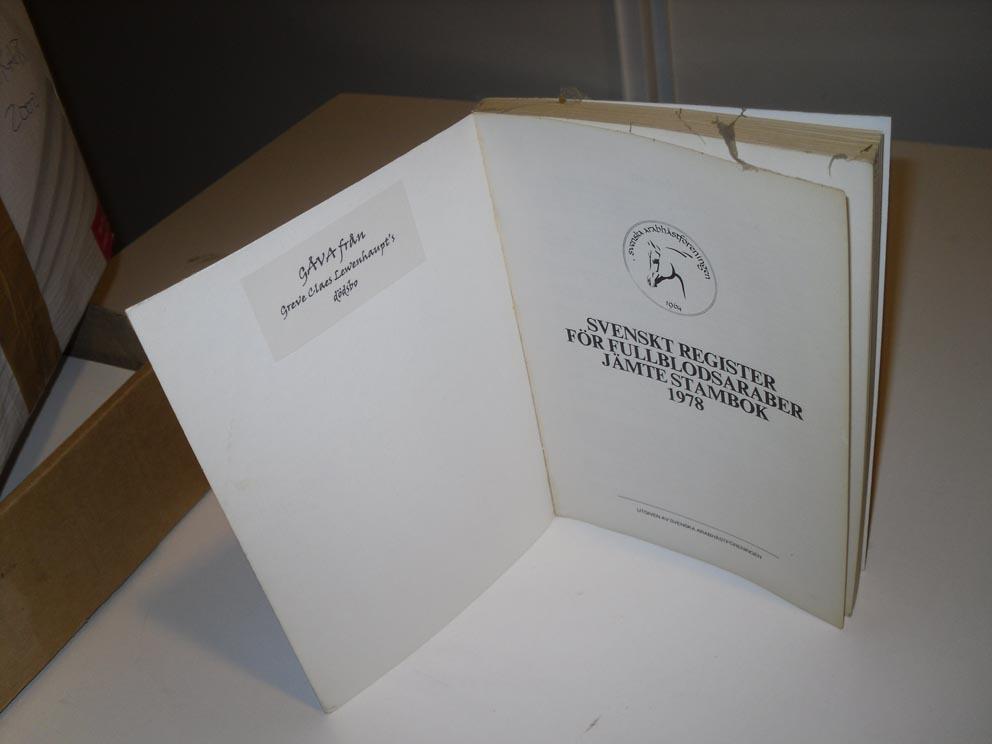 2002
GÅVA från
Greve Claes Lewenhaupt's
dödsbo
· svenska arabhästföreningen ·
1964
SVENSKT REGISTER
FÖR FULLBLODSARABER
JÄMTE STAMBOK
1978
UTGIVEN AV SVENSKA ARABHÄSTFÖRENINGEN